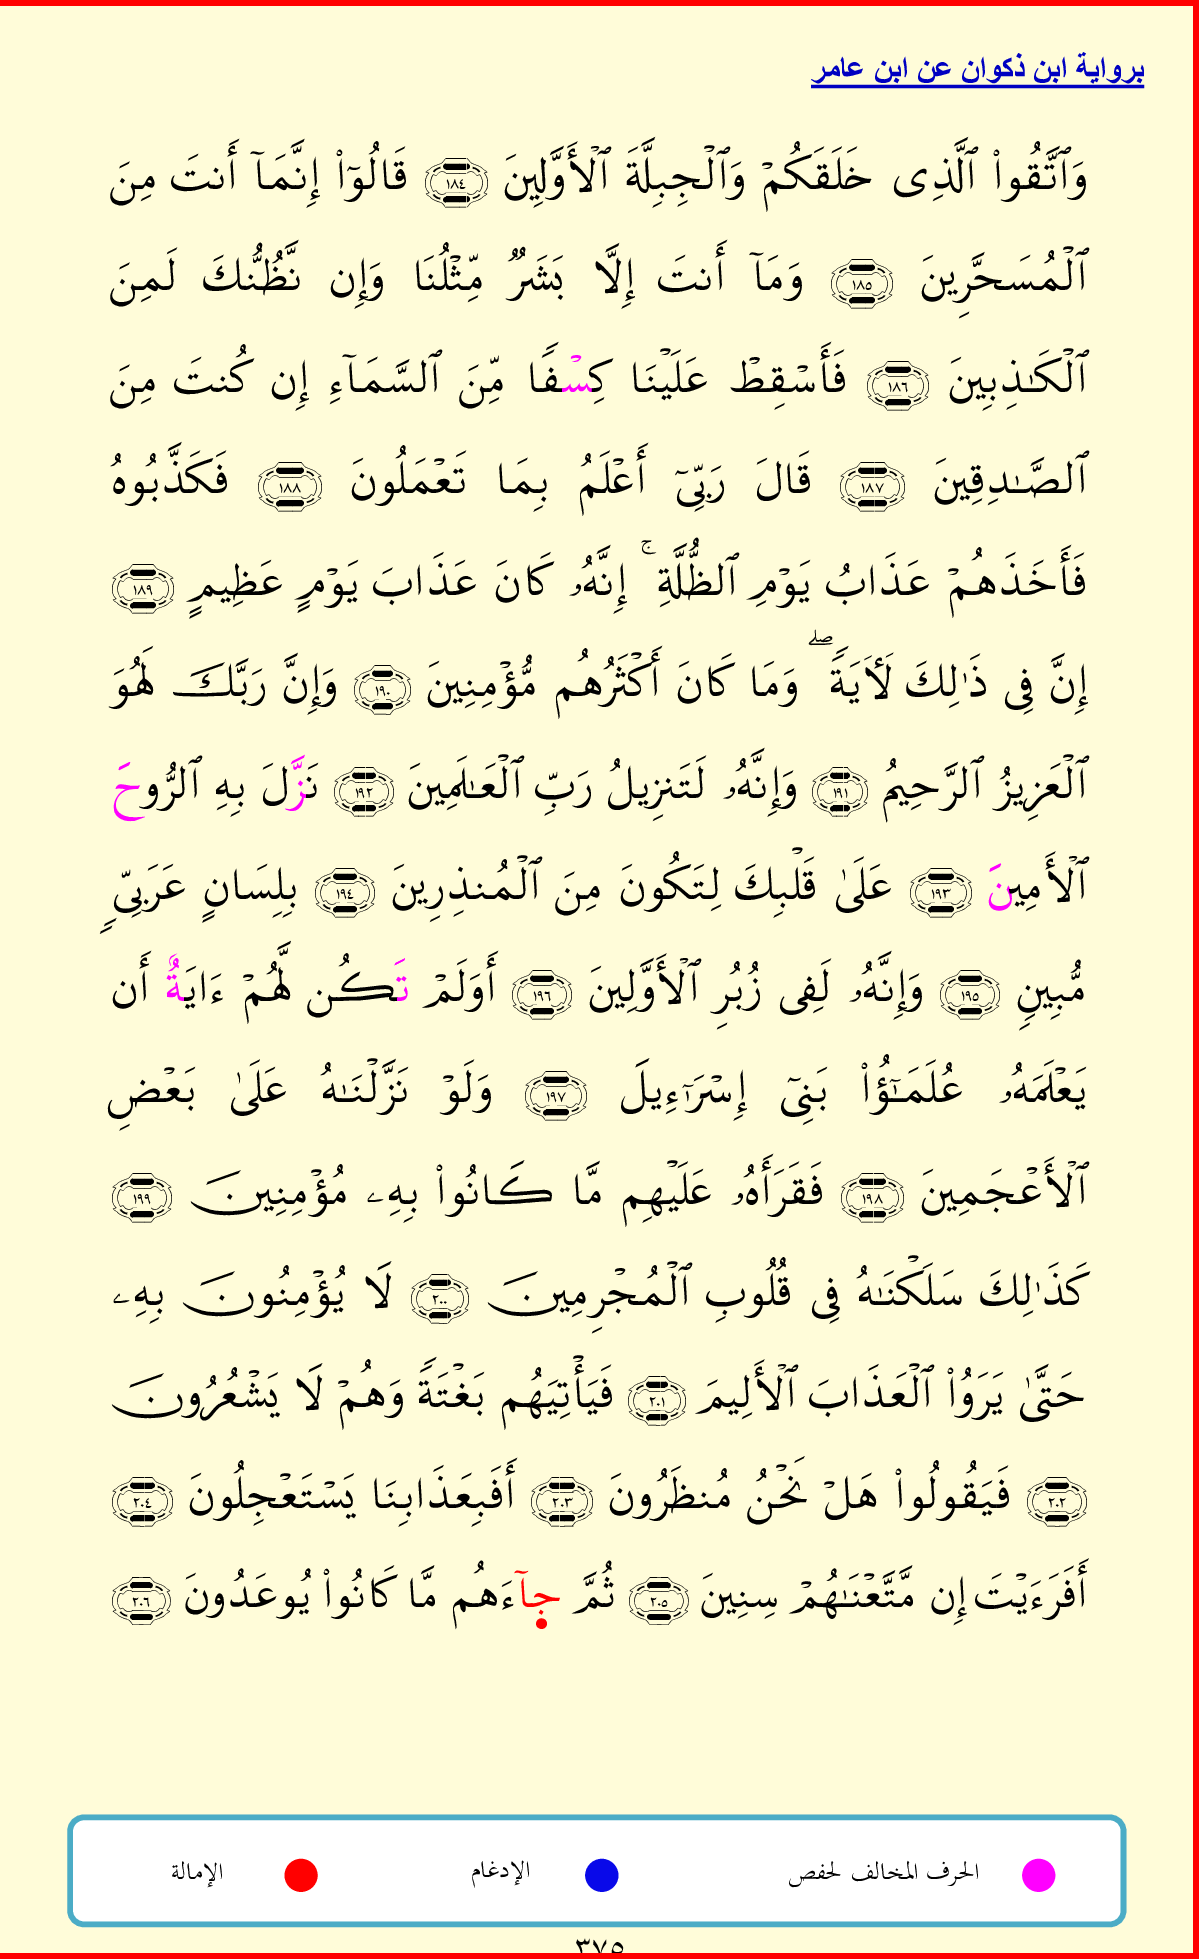 برواية ابن ذكوان عن ابن عامر
وَٱتَّقُوا۟ ٱلَّذِى خَلَقَكُمْ وَٱلْجِبِلَّةَ ٱلْأَوَّلِينَ ١٨٤ قَالُوٓا۟ إِنَّمَآ أَنتَ مِنَ
ٱلْمُسَحَّرِينَ ١٨٥ وَمَآ أَنتَ إِلَّا بَشَرٌ مِّثْلُنَا وَإِن نَّظُنُّكَ لَمِنَ
ٱلْكَـٰذِبِينَ ١٨٦ فَأَسْقِطْ عَلَيْنَا كِسْفًا مِّنَ ٱلسَّمَآءِ إِن كُنتَ مِنَ
ٱلصَّـٰدِقِينَ ١٨٧ قَالَ رَبِّىٓ أَعْلَمُ بِمَا تَعْمَلُونَ ١٨٨ فَكَذَّبُوهُ
فَأَخَذَهُمْ عَذَابُ يَوْمِ ٱلظُّلَّةِ ۚ إِنَّهُۥ كَانَ عَذَابَ يَوْمٍ عَظِيمٍ ١٨٩
إِنَّ فِى ذَٰلِكَ لَأٓيَةً ۖ وَمَا كَانَ أَكْثَرُهُم مُّؤْمِنِينَ ١٩٠ وَإِنَّ رَبَّكَ لَهُوَ
ٱلْعَزِيزُ ٱلرَّحِيمُ ١٩١ وَإِنَّهُۥ لَتَنزِيلُ رَبِّ ٱلْعَـٰلَمِينَ ١٩٢ نَزَّلَ بِهِ ٱلرُّوحَ
ٱلْأَمِينَ ١٩٣ عَلَىٰ قَلْبِكَ لِتَكُونَ مِنَ ٱلْمُنذِرِينَ ١٩٤ بِلِسَانٍ عَرَبِىٍّ
مُّبِينٍ ١٩٥ وَإِنَّهُۥ لَفِى زُبُرِ ٱلْأَوَّلِينَ ١٩٦ أَوَلَمْ تَكُن لَّهُمْ ءَايَةٌ أَن
يَعْلَمَهُۥ عُلَمَـٰٓؤُا۟ بَنِىٓ إِسْرَٰٓءِيلَ ١٩٧ وَلَوْ نَزَّلْنَـٰهُ عَلَىٰ بَعْضِ
ٱلْأَعْجَمِينَ ١٩٨ فَقَرَأَهُۥ عَلَيْهِم مَّا كَانُوا۟ بِهِۦ مُؤْمِنِينَ ١٩٩
كَذَٰلِكَ سَلَكْنَـٰهُ فِى قُلُوبِ ٱلْمُجْرِمِينَ ٢٠٠ لَا يُؤْمِنُونَ بِهِۦ
حَتَّىٰ يَرَوُا۟ ٱلْعَذَابَ ٱلْأَلِيمَ ٢٠١ فَيَأْتِيَهُم بَغْتَةً وَهُمْ لَا يَشْعُرُونَ
٢٠٢ فَيَقُولُوا۟ هَلْ نَحْنُ مُنظَرُونَ ٢٠٣ أَفَبِعَذَابِنَا يَسْتَعْجِلُونَ ٢٠٤
أَفَرَءَيْتَ إِن مَّتَّعْنَـٰهُمْ سِنِينَ ٢٠٥ ثُمَّ جآءَهُم مَّا كَانُوا۟ يُوعَدُونَ ٢٠٦
الحرف المخالف لحفص الإدغام الإمالة
٣٧٥